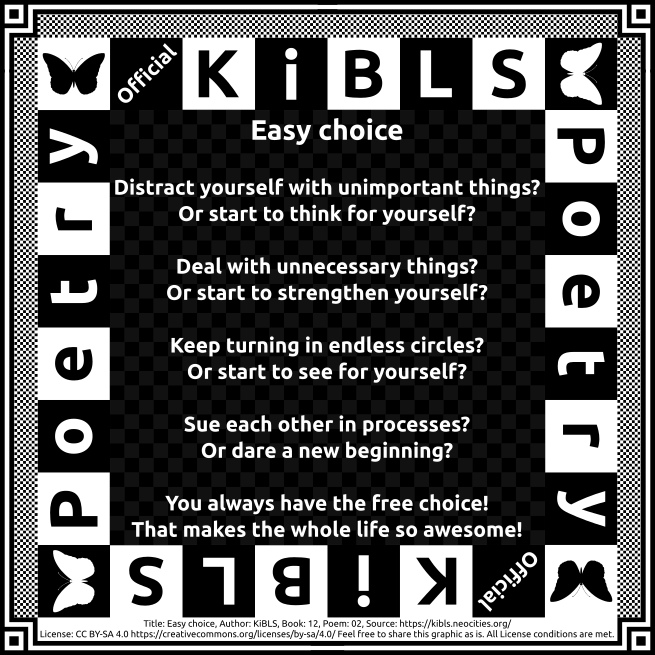 Official KiBLS
Poetry
Poetry
Easy choice
Distract yourself with unimportant things?
Or start to think for yourself?
Deal with unnecessary things?
Or start to strengthen yourself?
Keep turning in endless circles?
Or start to see for yourself?
Sue each other in processes?
Or dare a new beginning?
You always have the free choice!
That makes the whole life so awesome!
Official KiBLS
Title: Easy choice, Author: KiBLS, Book: 12, Poem: 02, Source: https://kibls.neocities.org/
License: CC BY-SA 4.0 https://creativecommons.org/licenses/by-sa/4.0/ Feel free to share this graphic as is. All License conditions are met.